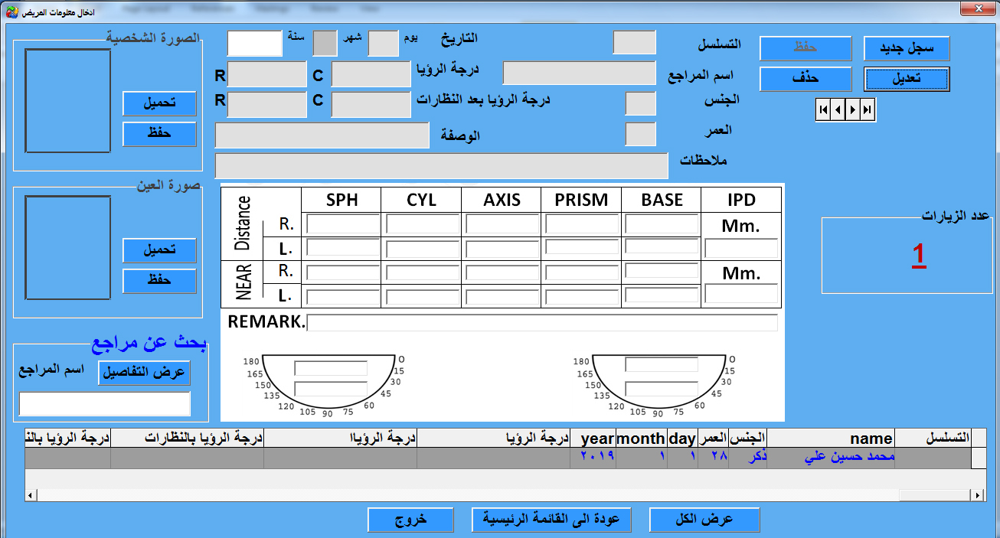 ادخال معلومات المريض
سجل جديد
حفظ
تعديل
حذف
التسلسل
التاريخ
يوم
شهر
سنة
اسم المراجع
درجة الرؤيا
C
R
الجنس
درجة الرؤيا بعد النظارات
C
R
العمر
الوصفة
ملاحظات
الصورة الشخصية
تحميل
حفظ
صورة العين
تحميل
حفظ
عدد الزيارات
1
SPH CYL AXIS PRISM BASE IPD
Distance
R. Mm.
L.
NEAR
R. Mm.
L.
REMARK.
180 165 150 135 120 105 90 75 60 45 30 15 O
180 165 150 135 120 105 90 75 60 45 30 15 O
بحث عن مراجع
اسم المراجع
عرض التفاصيل
التسلسل name الجنس العمر day month year درجة الرؤيا درجة الرؤياا درجة الرؤيا بالنظارات درجة الرؤيا بالن
محمد حسين علي ذكر ٢٨ ١ ١ ٢٠١٩
عرض الكل
عودة الى القائمة الرئيسية
خروج